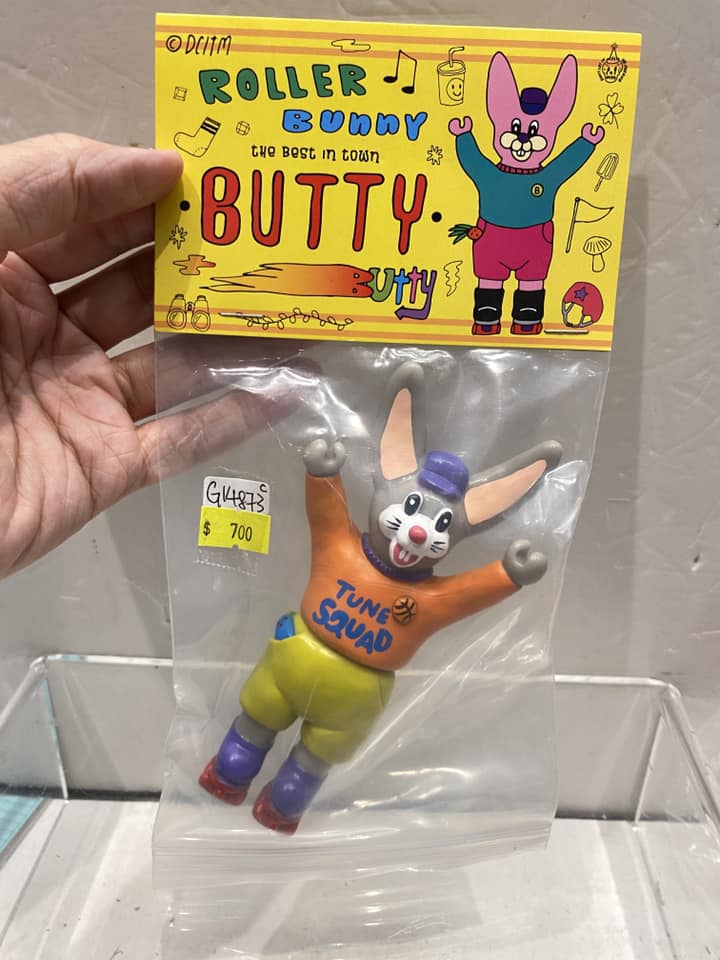 © DCITM
ROLLER
BUNNY
THE BEST IN TOWN
BUTTY
Butty
B
GK4873 C
$ 700
TUNE
SQUAD